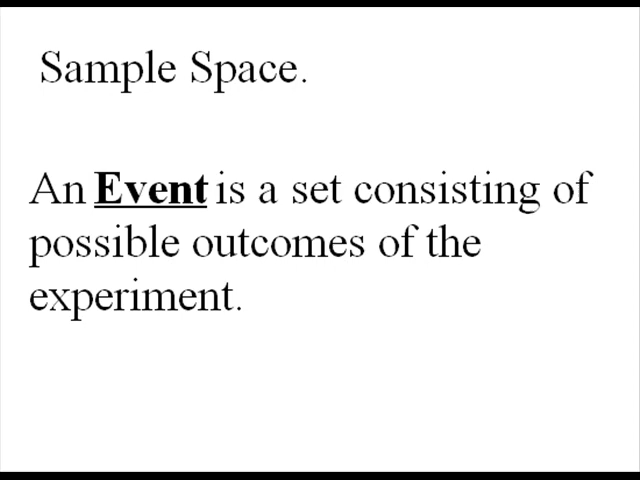 Sample Space.
An Event is a set consisting of
possible outcomes of the
experiment.